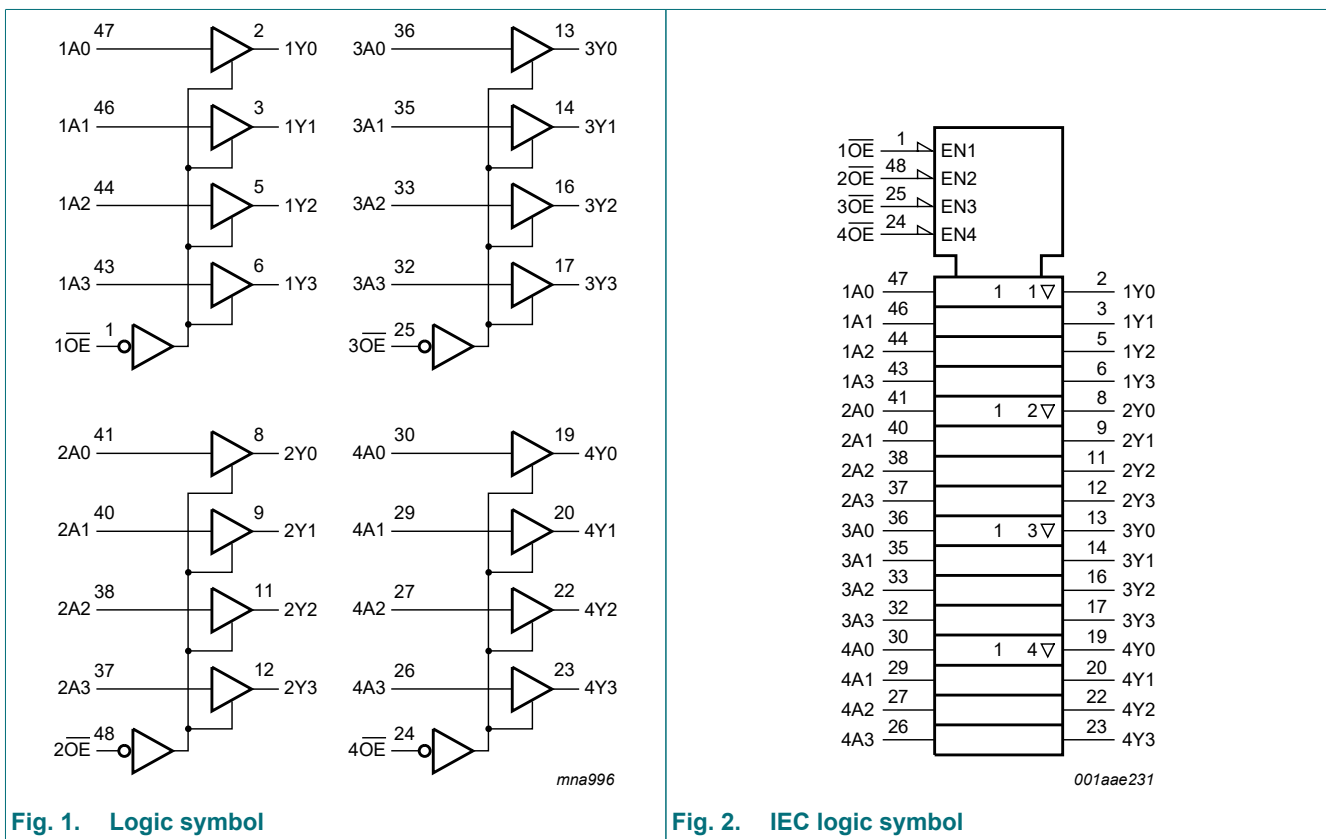 47 2
1A0 1Y0
46 3
1A1 1Y1
44 5
1A2 1Y2
43 6
1A3 1Y3
1
1O̅E̅
36 13
3A0 3Y0
35 14
3A1 3Y1
33 16
3A2 3Y2
32 17
3A3 3Y3
25
3O̅E̅
41 8
2A0 2Y0
40 9
2A1 2Y1
38 11
2A2 2Y2
37 12
2A3 2Y3
48
2O̅E̅
30 19
4A0 4Y0
29 20
4A1 4Y1
27 22
4A2 4Y2
26 23
4A3 4Y3
24
4O̅E̅
mna996
Fig. 1. Logic symbol
1O̅E̅ 1 EN1
2O̅E̅ 48 EN2
3O̅E̅ 25 EN3
4O̅E̅ 24 EN4
1A0 47 1 1▽ 2 1Y0
1A1 46 3 1Y1
1A2 44 5 1Y2
1A3 43 6 1Y3
2A0 41 1 2▽ 8 2Y0
2A1 40 9 2Y1
2A2 38 11 2Y2
2A3 37 12 2Y3
3A0 36 1 3▽ 13 3Y0
3A1 35 14 3Y1
3A2 33 16 3Y2
3A3 32 17 3Y3
4A0 30 1 4▽ 19 4Y0
4A1 29 20 4Y1
4A2 27 22 4Y2
4A3 26 23 4Y3
001aae231
Fig. 2. IEC logic symbol